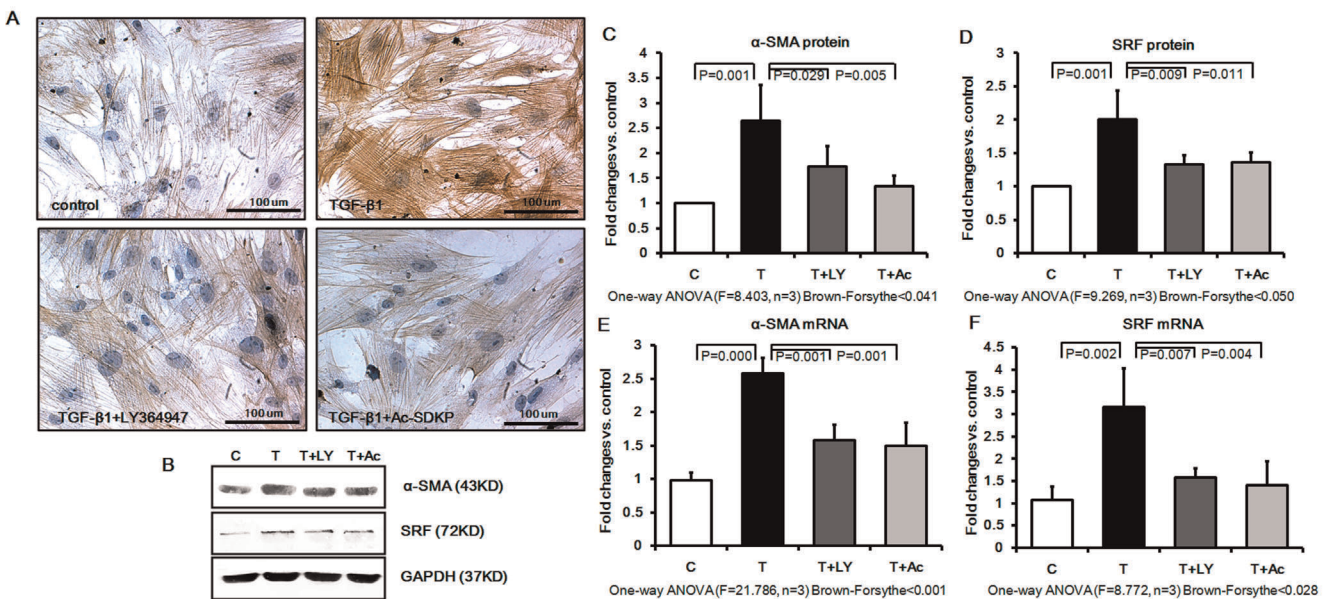 A
control
100 um
TGF-β1
100 um
TGF-β1+LY364947
100 um
TGF-β1+Ac-SDKP
100 um
B
C T T+LY T+Ac
α-SMA (43KD)
SRF (72KD)
GAPDH (37KD)
C
α-SMA protein
Fold changes vs. control
4
3.5
3
2.5
2
1.5
1
0.5
0
P=0.001
P=0.029
P=0.005
C T T+LY T+Ac
One-way ANOVA (F=8.403, n=3) Brown-Forsythe<0.041
D
SRF protein
Fold changes vs. control
3
2.5
2
1.5
1
0.5
0
P=0.001
P=0.009
P=0.011
C T T+LY T+Ac
One-way ANOVA (F=9.269, n=3) Brown-Forsythe<0.050
E
α-SMA mRNA
Fold changes vs. control
3
2.5
2
1.5
1
0.5
0
P=0.000
P=0.001
P=0.001
C T T+LY T+Ac
One-way ANOVA (F=21.786, n=3) Brown-Forsythe<0.001
F
SRF mRNA
Fold changes vs. control
4.5
4
3.5
3
2.5
2
1.5
1
0.5
0
P=0.002
P=0.007
P=0.004
C T T+LY T+Ac
One-way ANOVA (F=8.772, n=3) Brown-Forsythe<0.028